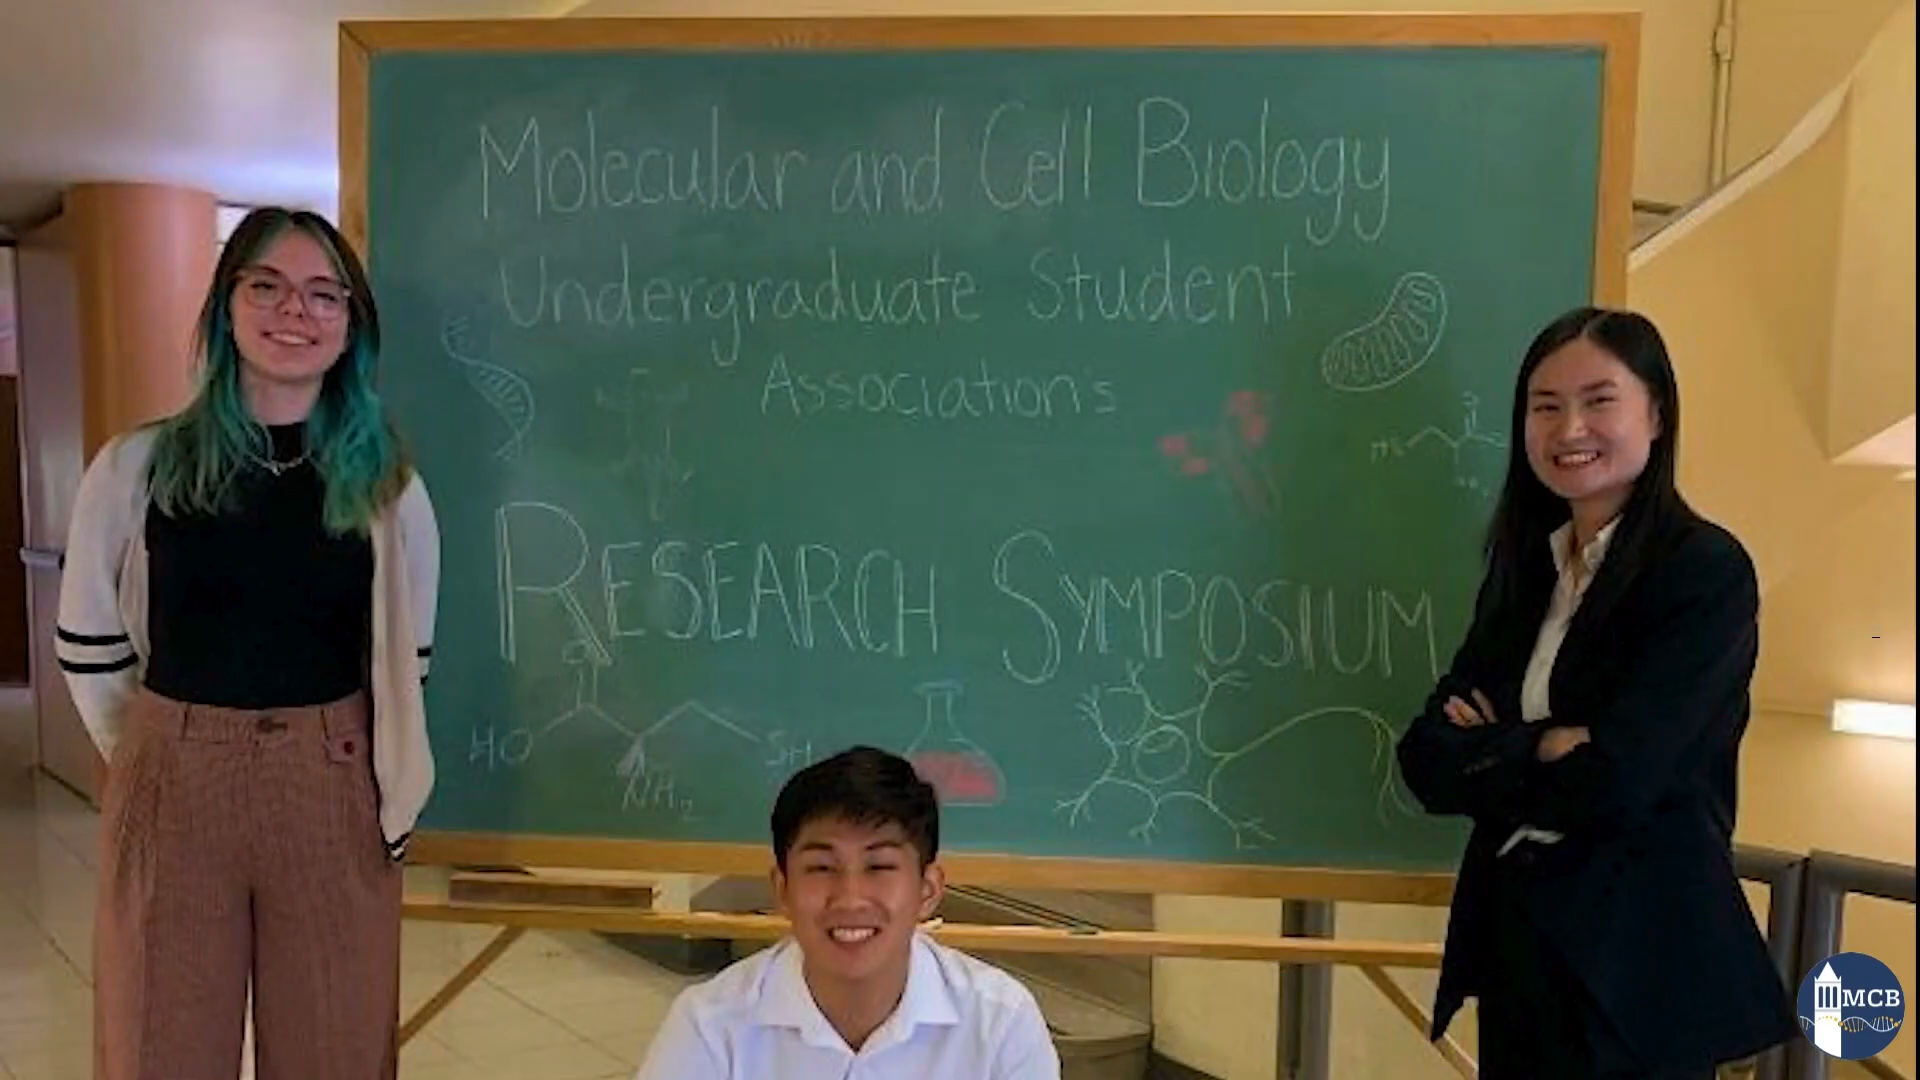 Molecular and Cell Biology
Undergraduate Student
Association's
RESEARCH SYMPOSIUM
HO
NH2
SH
MCB